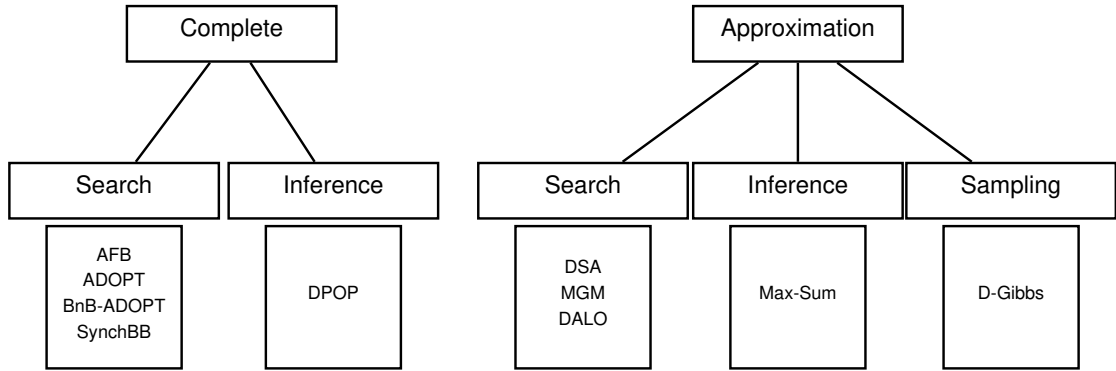 Complete
Approximation
Search
Inference
Search
Inference
Sampling
AFB
ADOPT
BnB-ADOPT
SynchBB
DPOP
DSA
MGM
DALO
Max-Sum
D-Gibbs